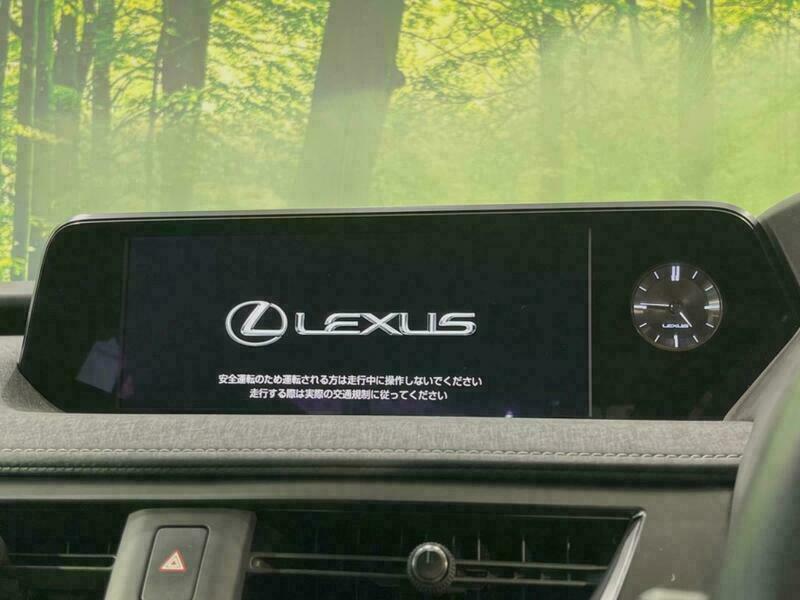 LEXUS
安全運転のため運転される方は走行中に操作しないでください
走行する際は実際の交通規制に従ってください
LEXUS